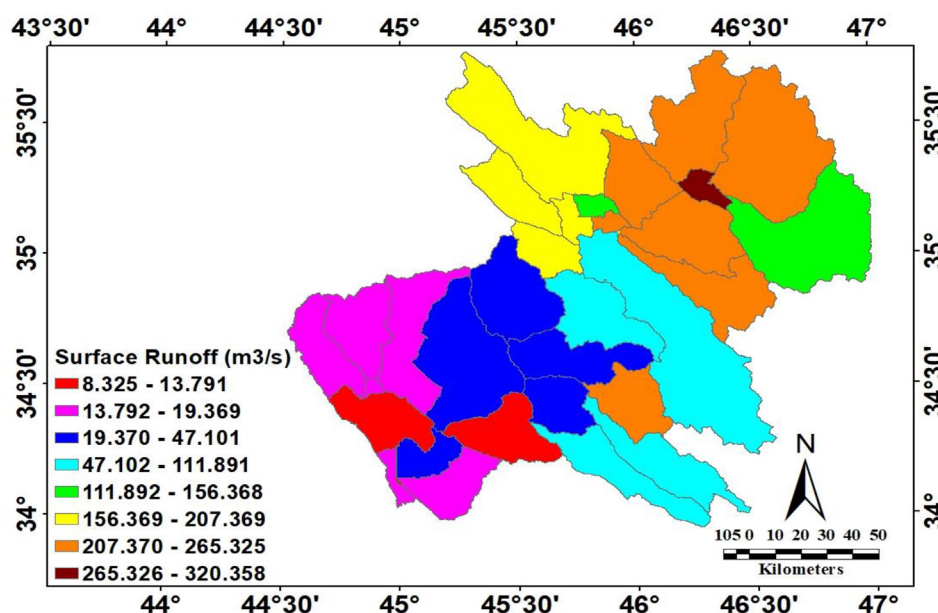 43°30' 44° 44°30' 45° 45°30' 46° 46°30' 47°
35°30' 35°30'
35° 35°
34°30' 34°30'
34° 34°
Surface Runoff (m3/s)
8.325 - 13.791
13.792 - 19.369
19.370 - 47.101
47.102 - 111.891
111.892 - 156.368
156.369 - 207.369
207.370 - 265.325
265.326 - 320.358
N
105 0 10 20 30 40 50
Kilometers
44° 44°30' 45° 45°30' 46° 46°30' 47°